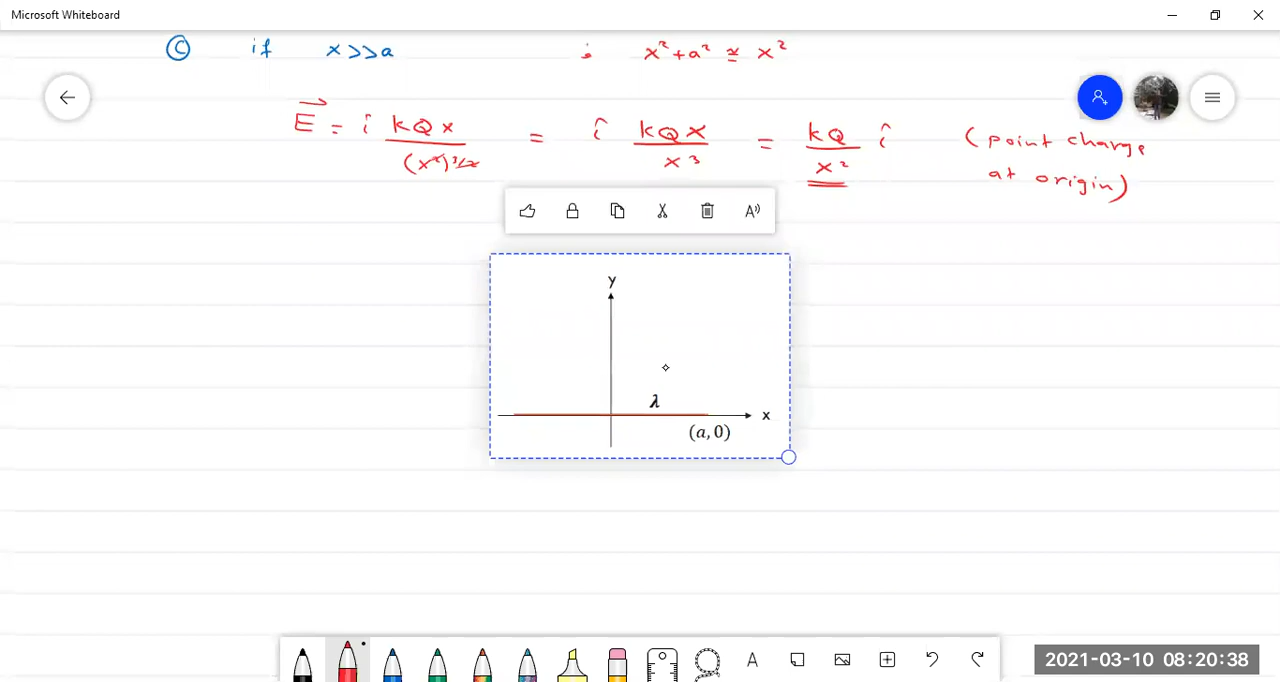 Microsoft Whiteboard
Ⓒ if x >> a ∴ x² + a² ≅ x²
E⃗ = î kQx / (x²)^3/2 = î kQx / x³ = kQ / x² î (point charge
at origin)
y
λ
x
(a, 0)
A
2021-03-10 08:20:38